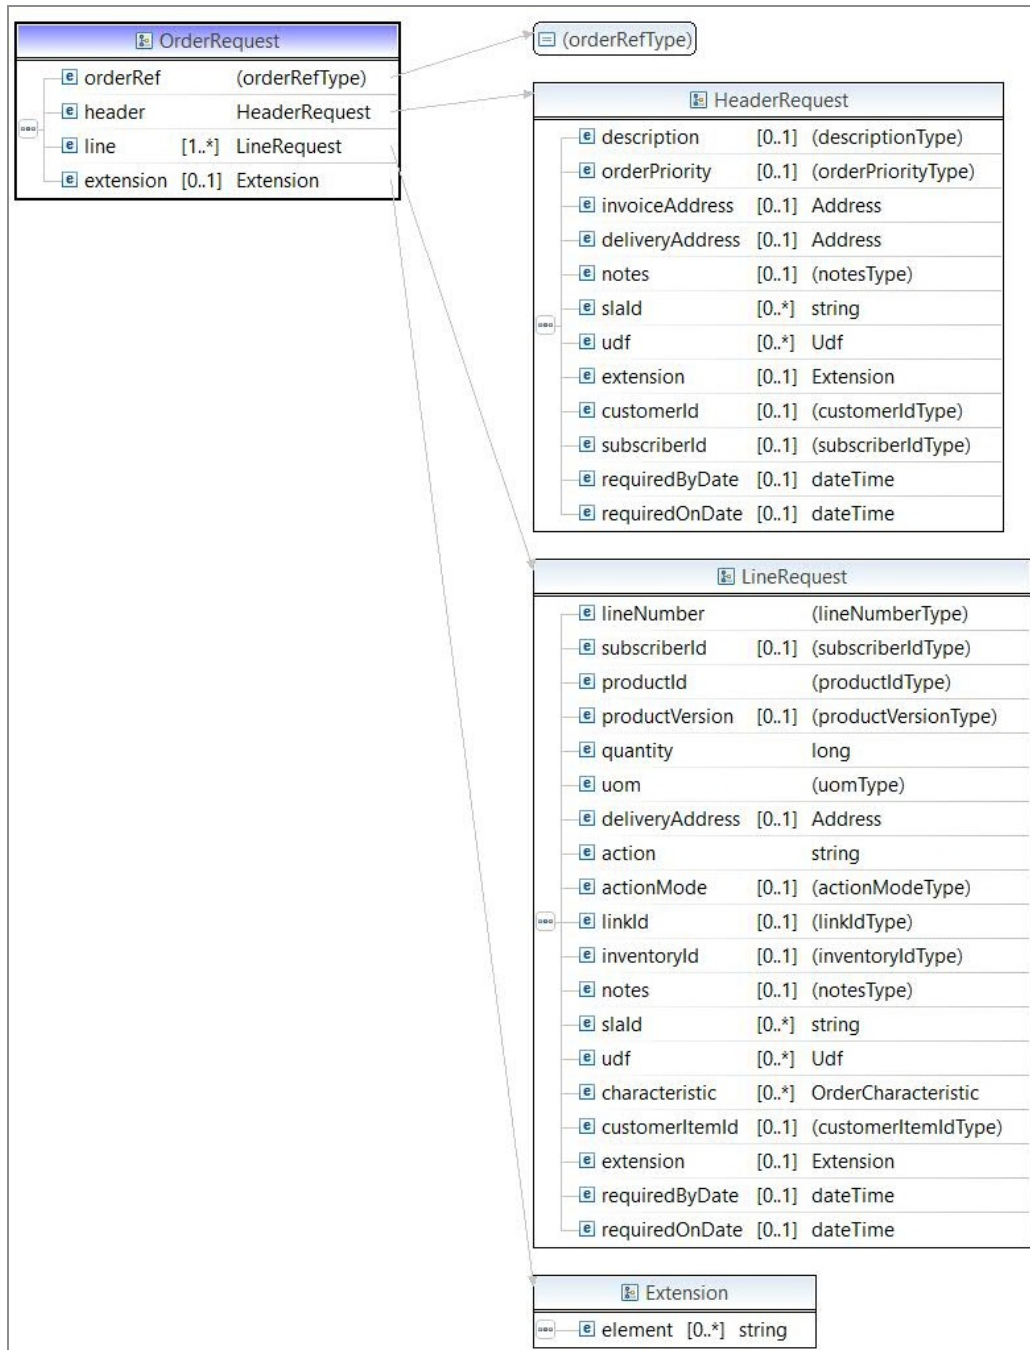 OrderRequest
orderRef (orderRefType)
header HeaderRequest
line [1..*] LineRequest
extension [0..1] Extension
(orderRefType)
HeaderRequest
description [0..1] (descriptionType)
orderPriority [0..1] (orderPriorityType)
invoiceAddress [0..1] Address
deliveryAddress [0..1] Address
notes [0..1] (notesType)
slaId [0..*] string
udf [0..*] Udf
extension [0..1] Extension
customerId [0..1] (customerIdType)
subscriberId [0..1] (subscriberIdType)
requiredByDate [0..1] dateTime
requiredOnDate [0..1] dateTime
LineRequest
lineNumber (lineNumberType)
subscriberId [0..1] (subscriberIdType)
productId (productIdType)
productVersion [0..1] (productVersionType)
quantity long
uom (uomType)
deliveryAddress [0..1] Address
action string
actionMode [0..1] (actionModeType)
linkId [0..1] (linkIdType)
inventoryId [0..1] (inventoryIdType)
notes [0..1] (notesType)
slaId [0..*] string
udf [0..*] Udf
characteristic [0..*] OrderCharacteristic
customerItemId [0..1] (customerItemIdType)
extension [0..1] Extension
requiredByDate [0..1] dateTime
requiredOnDate [0..1] dateTime
Extension
element [0..*] string